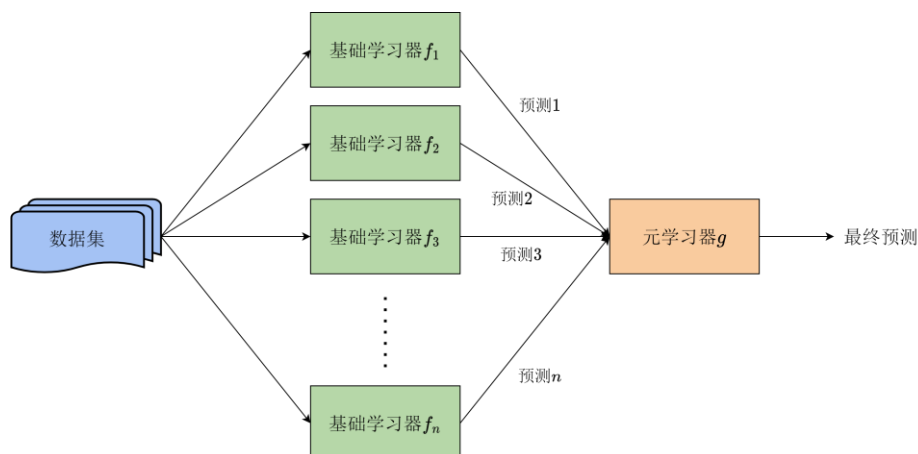 基础学习器f₁
预测1
基础学习器f₂
预测2
数据集
基础学习器f₃
预测3
元学习器g
最终预测
预测n
基础学习器fₙ